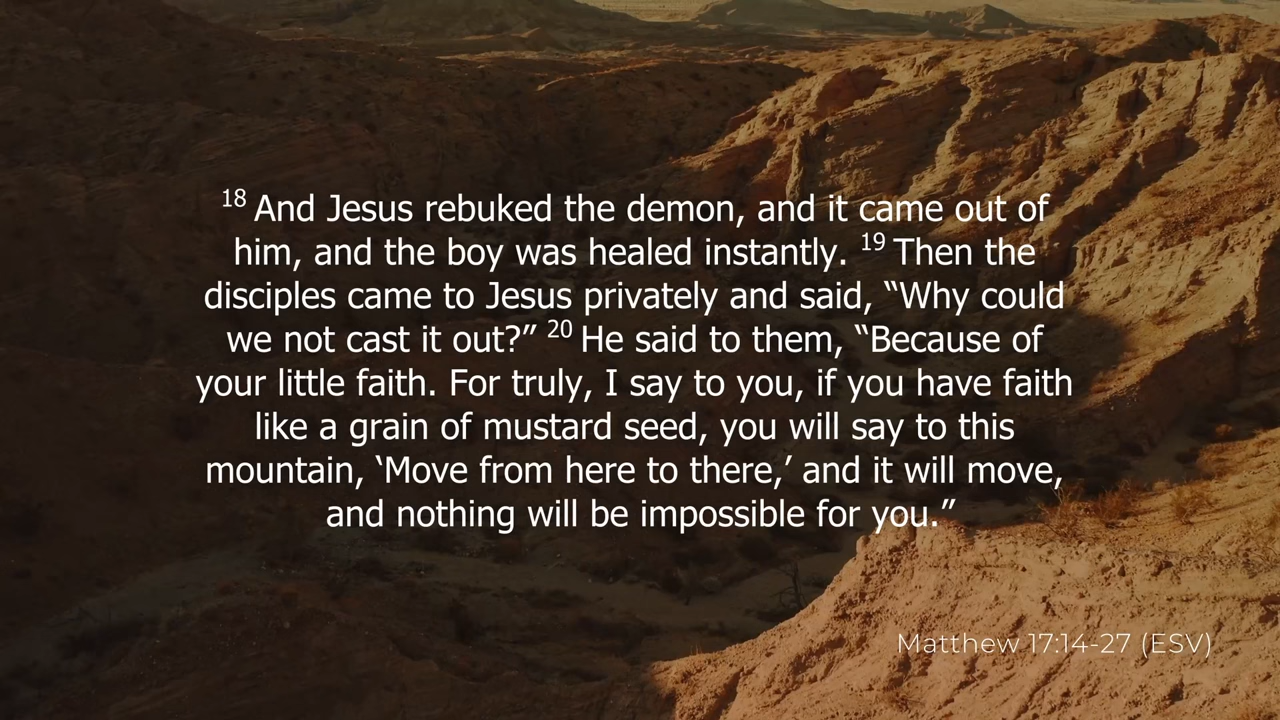 18 And Jesus rebuked the demon, and it came out of
him, and the boy was healed instantly. 19 Then the
disciples came to Jesus privately and said, “Why could
we not cast it out?” 20 He said to them, “Because of
your little faith. For truly, I say to you, if you have faith
like a grain of mustard seed, you will say to this
mountain, ‘Move from here to there,’ and it will move,
and nothing will be impossible for you.”
Matthew 17:14-27 (ESV)